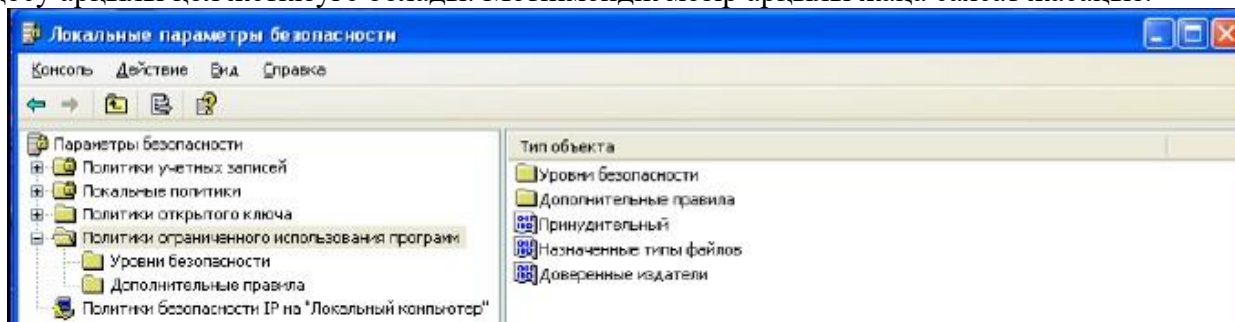 Локальные параметры безопасности
Консоль Действие Вид Справка
Параметры безопасности
Политики учетных записей
Локальные политики
Политики открытого ключа
Политики ограниченного использования программ
Уровни безопасности
Дополнительные правила
Политики безопасности IP на "Локальный компьютер"
Тип объекта
Уровни безопасности
Дополнительные правила
Принудительный
Назначенные типы файлов
Доверенные издатели